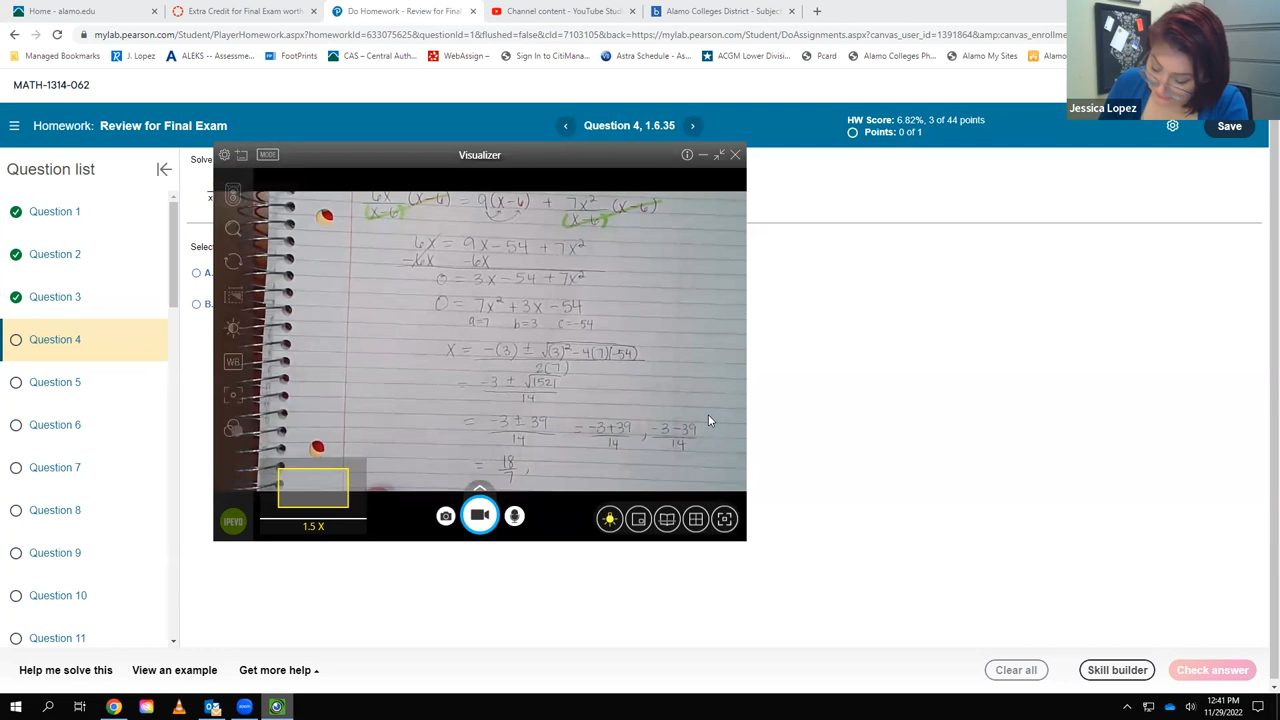 Home - alamo.edu
Extra Credit for Final Exam wort
Do Homework - Review for Final
Channel content - YouTube Stud
Alamo Colleges District - Subject
mylab.pearson.com/Student/PlayerHomework.aspx?homeworkId=633075625&questionId=1&flushed=false&cId=7103105&back=https://mylab.pearson.com/Student/DoAssignments.aspx?canvas_user_id=1391864&amp;canvas_enrollme
Managed Bookmarks
J. Lopez
ALEKS -- Assessme...
FootPrints
CAS – Central Auth...
WebAssign –
Sign In to CitiMana...
Astra Schedule - As...
ACGM Lower Divisi...
Pcard
Alamo Colleges Ph...
Alamo My Sites
Alamo
Jessica Lopez
MATH-1314-062
Homework: Review for Final Exam
Question 4, 1.6.35
HW Score: 6.82%, 3 of 44 points
Points: 0 of 1
Save
Question list
Question 1
Question 2
Question 3
Question 4
Question 5
Question 6
Question 7
Question 8
Question 9
Question 10
Question 11
Solve
x
Selec
A.
B.
MODE
Visualizer
WB
6x/(x-6) (x-6) = 9(x-6) + 7x²/(x-6) (x-6)
6x = 9x - 54 + 7x²
-6x -6x
0 = 3x - 54 + 7x²
0 = 7x² + 3x - 54
a=7 b=3 c=-54
x = -(3) ± √(3)² - 4(7)(-54)
2(7)
= -3 ± √1521
14
= -3 ± 39 = -3+39 , -3-39
14 14 14
= 18/7 ,
IPEVO
1.5 X
Help me solve this
View an example
Get more help
Clear all
Skill builder
Check answer
12:41 PM
11/29/2022